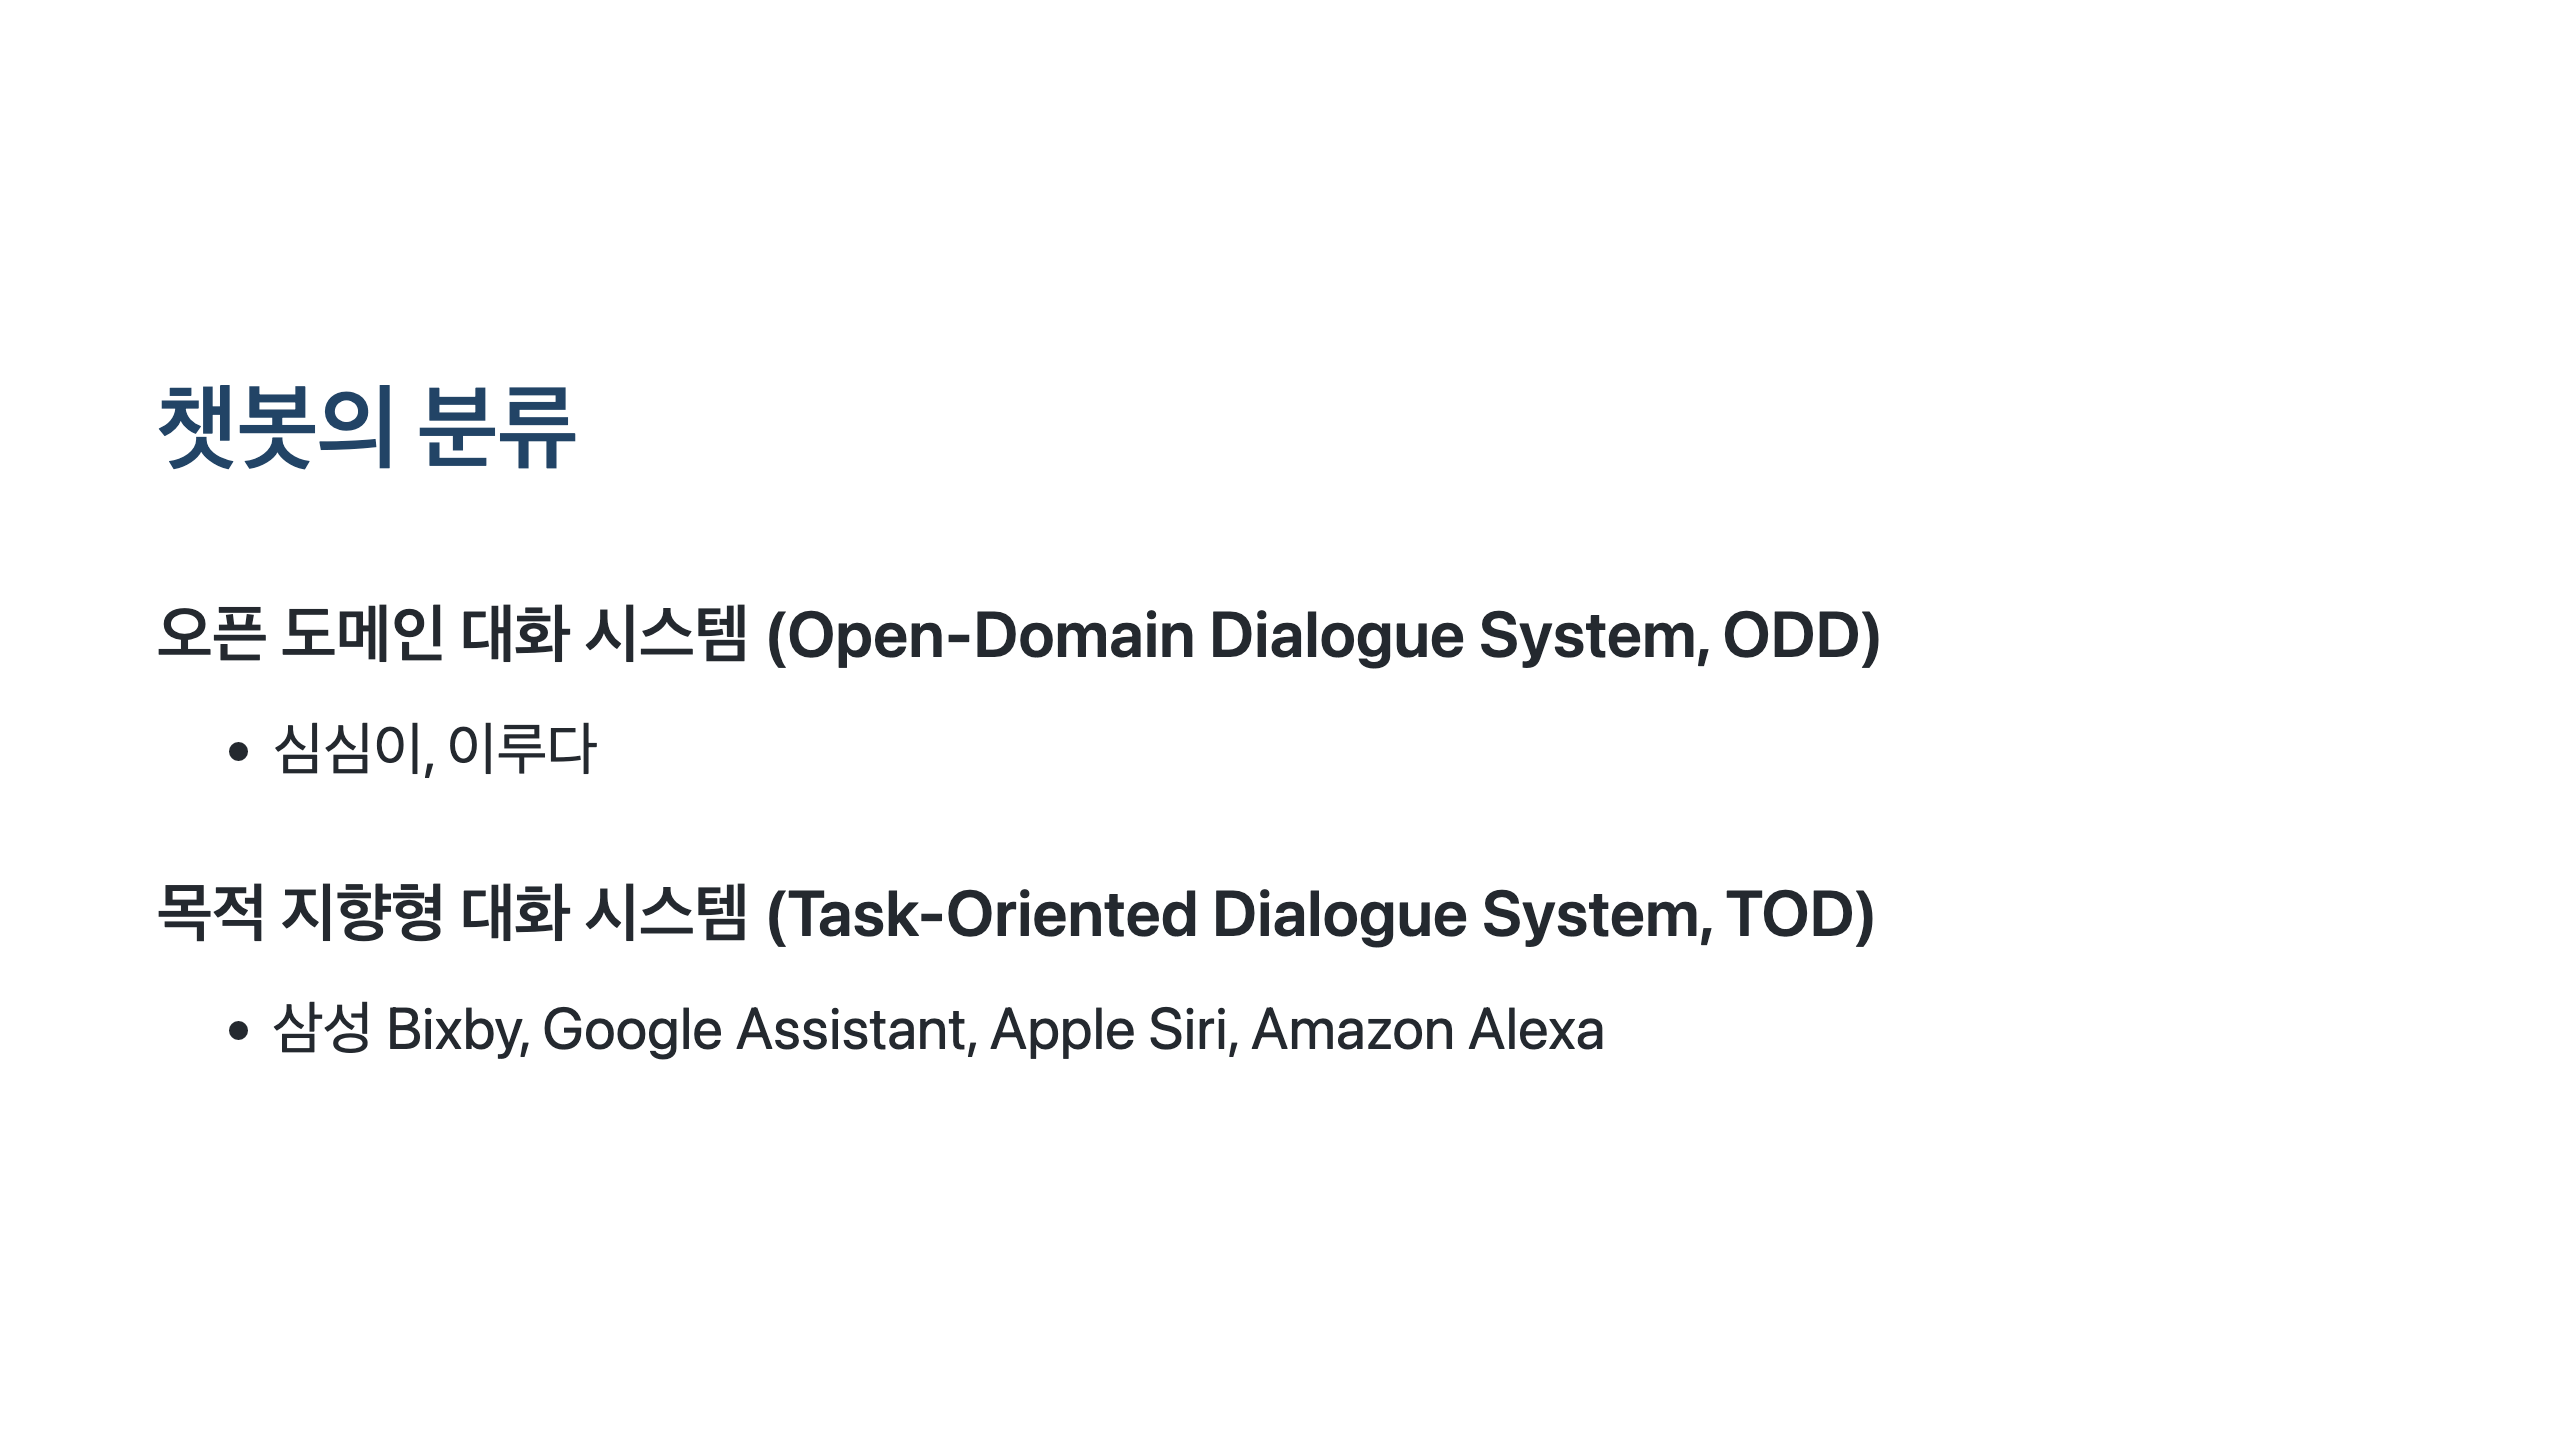 챗봇의 분류
오픈 도메인 대화 시스템 (Open-Domain Dialogue System, ODD)
• 심심이, 이루다
목적 지향형 대화 시스템 (Task-Oriented Dialogue System, TOD)
• 삼성 Bixby, Google Assistant, Apple Siri, Amazon Alexa